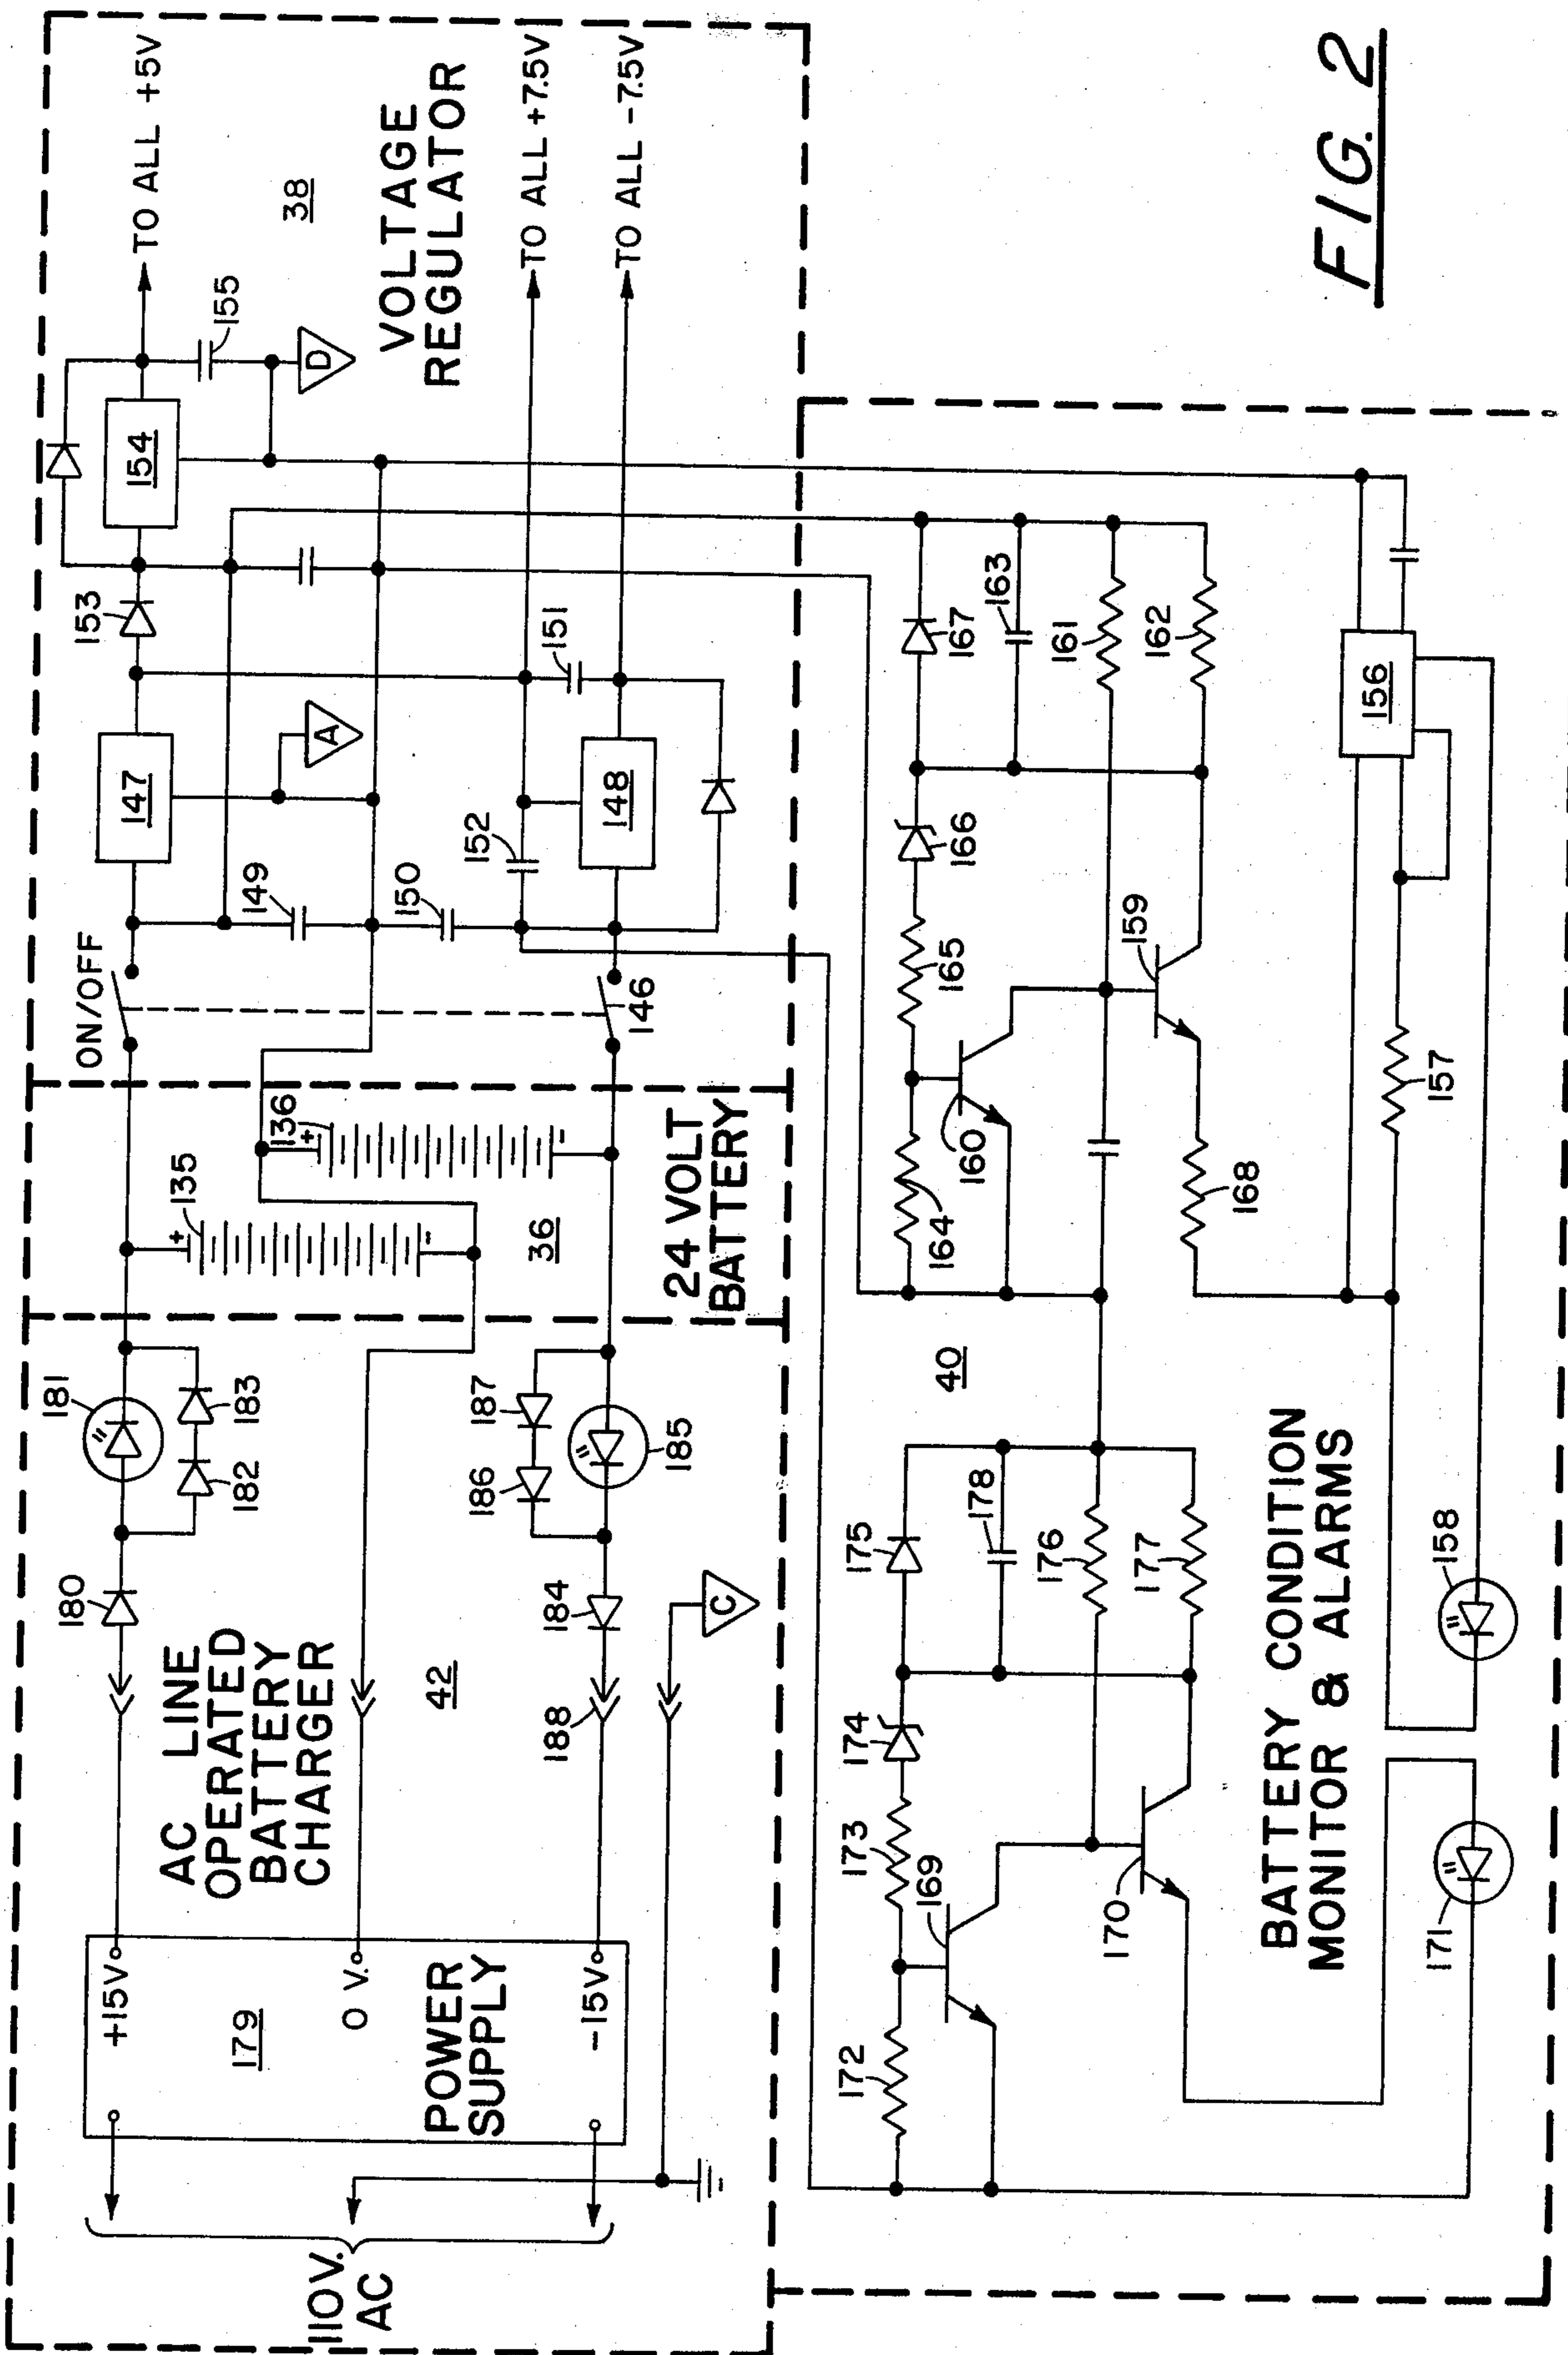 110V.
AC
+15V
179
0 V.
-15V
POWER
SUPPLY
AC LINE
OPERATED
BATTERY
CHARGER
42
180
181
182
183
184
185
186
187
188
C
135
+
-
136
+
-
36
24 VOLT
BATTERY
ON/OFF
146
147
A
148
149
150
151
152
153
154
155
D
TO ALL +5V
38
VOLTAGE
REGULATOR
TO ALL +7.5V
TO ALL -7.5V
172
173
174
175
169
178
176
170
177
171
158
BATTERY CONDITION
MONITOR & ALARMS
40
164
165
166
167
160
163
161
159
162
168
157
156
FIG. 2